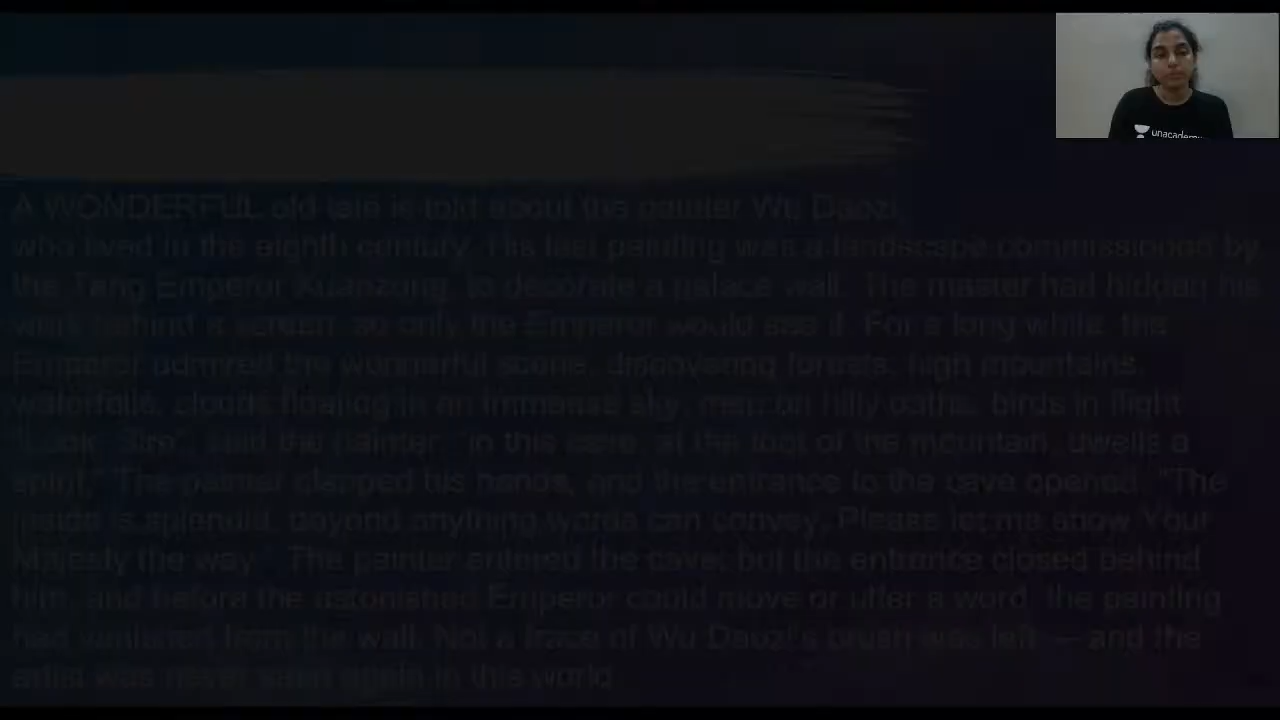 unacademy
A WONDERFUL old tale is told about the painter Wu Daozi,
who lived in the eighth century. His last painting was a landscape commissioned by
the Tang Emperor Xuanzong, to decorate a palace wall. The master had hidden his
work behind a screen, so only the Emperor would see it. For a long while, the
Emperor admired the wonderful scene, discovering forests, high mountains,
waterfalls, clouds floating in an immense sky, men on hilly paths, birds in flight.
“Look, Sire”, said the painter, “in this cave, at the foot of the mountain, dwells a
spirit.” The painter clapped his hands, and the entrance to the cave opened. “The
inside is splendid, beyond anything words can convey. Please let me show Your
Majesty the way.” The painter entered the cave; but the entrance closed behind
him, and before the astonished Emperor could move or utter a word, the painting
had vanished from the wall. Not a trace of Wu Daozi's brush was left — and the
artist was never seen again in this world.